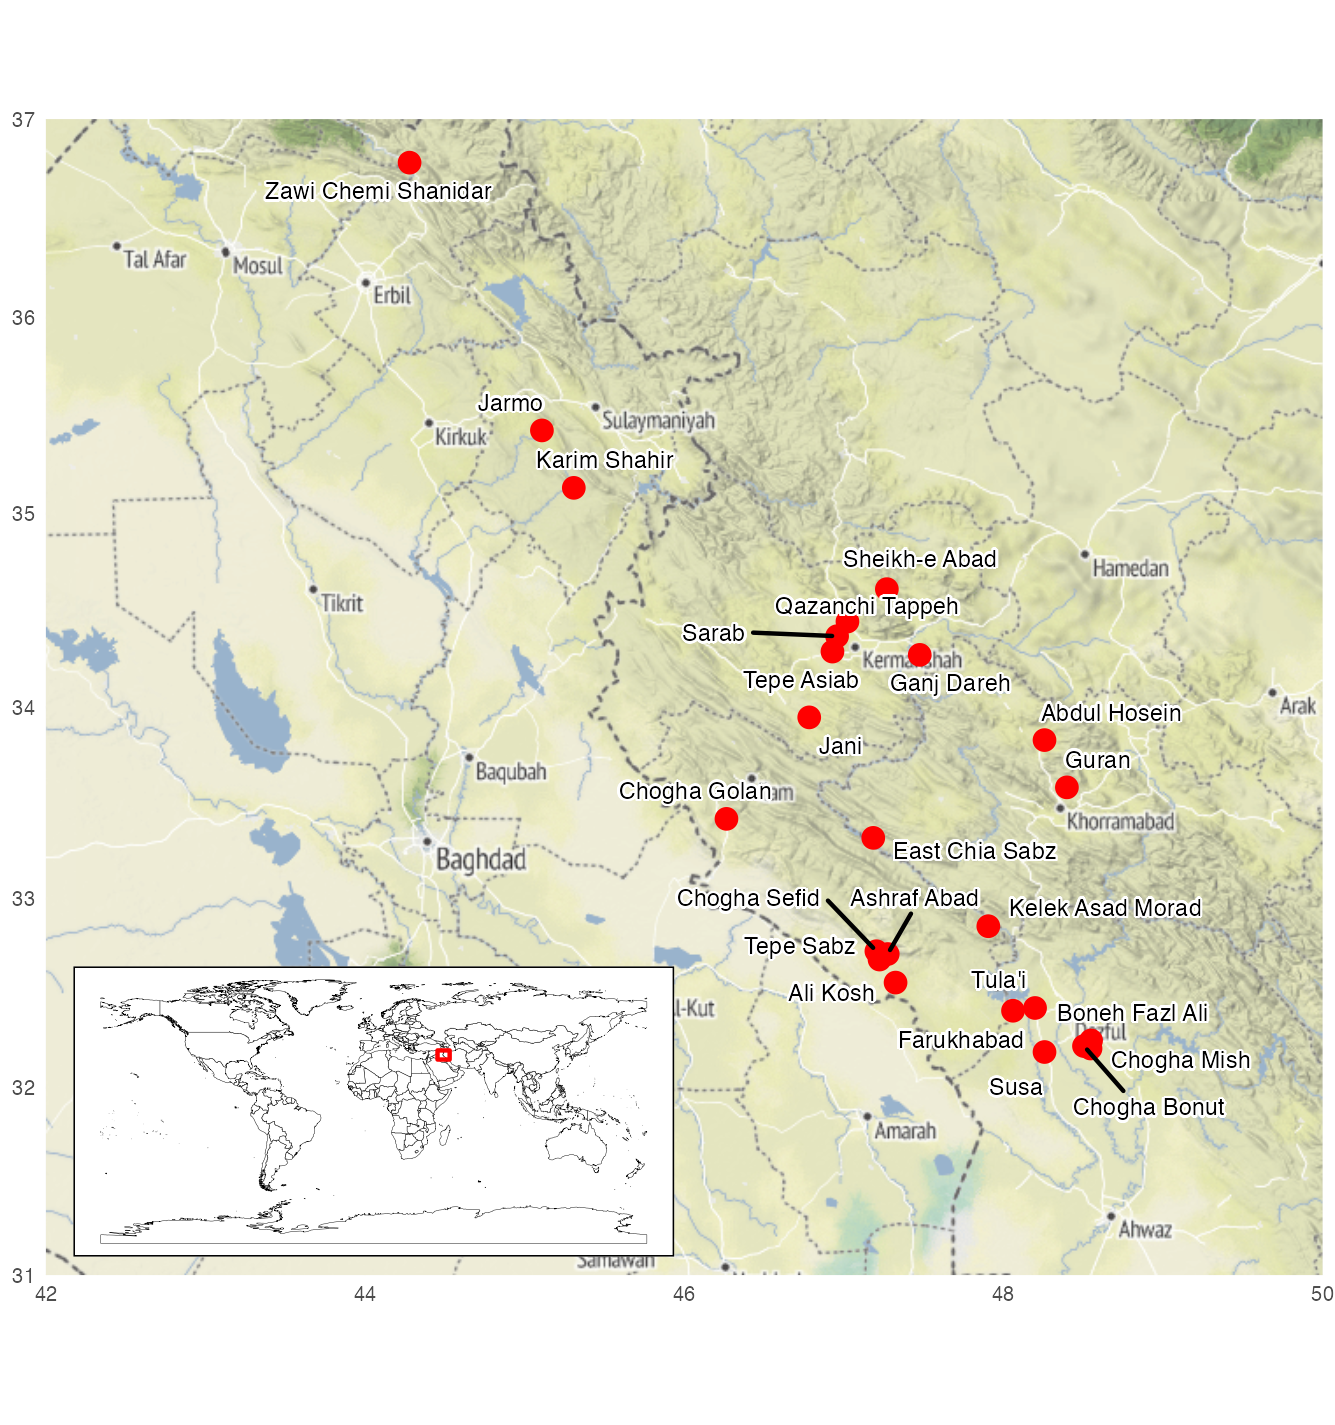 37
Zawi Chemi Shanidar
Tal Afar
Mosul
Erbil
36
Jarmo
Sulaymaniyah
Kirkuk
Karim Shahir
35
Sheikh-e Abad
Hamedan
Qazanchi Tappeh
Tikrit
Sarab
Kermanshah
Tepe Asiab
Ganj Dareh
34
Arak
Abdul Hosein
Jani
Guran
Baqubah
Chogha Golan
Khorramabad
Baghdad
East Chia Sabz
33
Chogha Sefid
Ashraf Abad
Kelek Asad Morad
Tepe Sabz
Tula'i
Ali Kosh
Boneh Fazl Ali
Dezful
Farukhabad
Chogha Mish
32
Susa
Chogha Bonut
Amarah
Ahwaz
Samawah
31
42
44
46
48
50